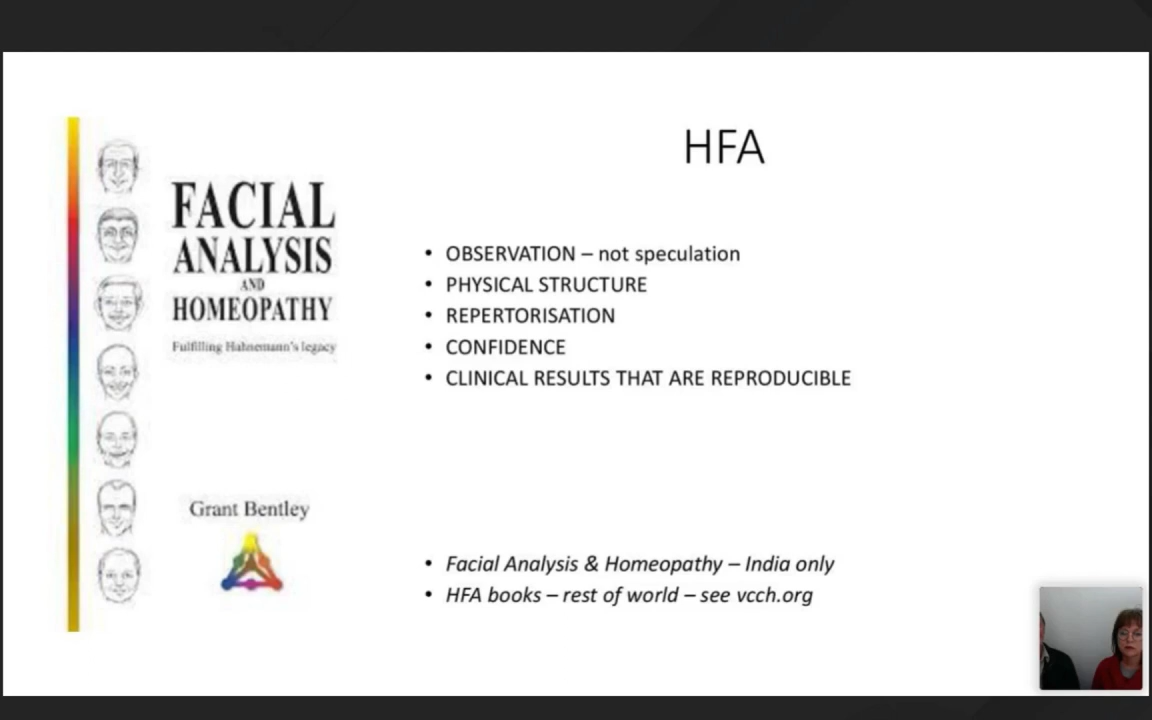 FACIAL
ANALYSIS
AND
HOMEOPATHY
Fulfilling Hahnemann's legacy
Grant Bentley
HFA
• OBSERVATION – not speculation
• PHYSICAL STRUCTURE
• REPERTORISATION
• CONFIDENCE
• CLINICAL RESULTS THAT ARE REPRODUCIBLE
• Facial Analysis & Homeopathy – India only
• HFA books – rest of world – see vcch.org